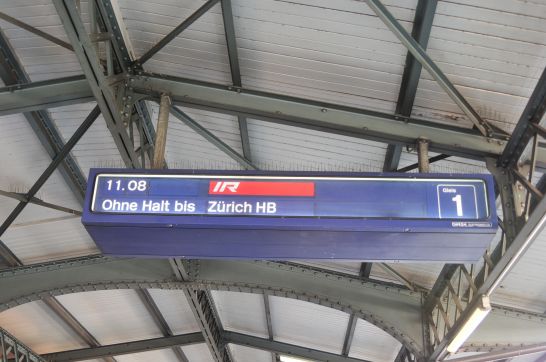 11.08 IR
Ohne Halt bis Zürich HB
Gleis
1